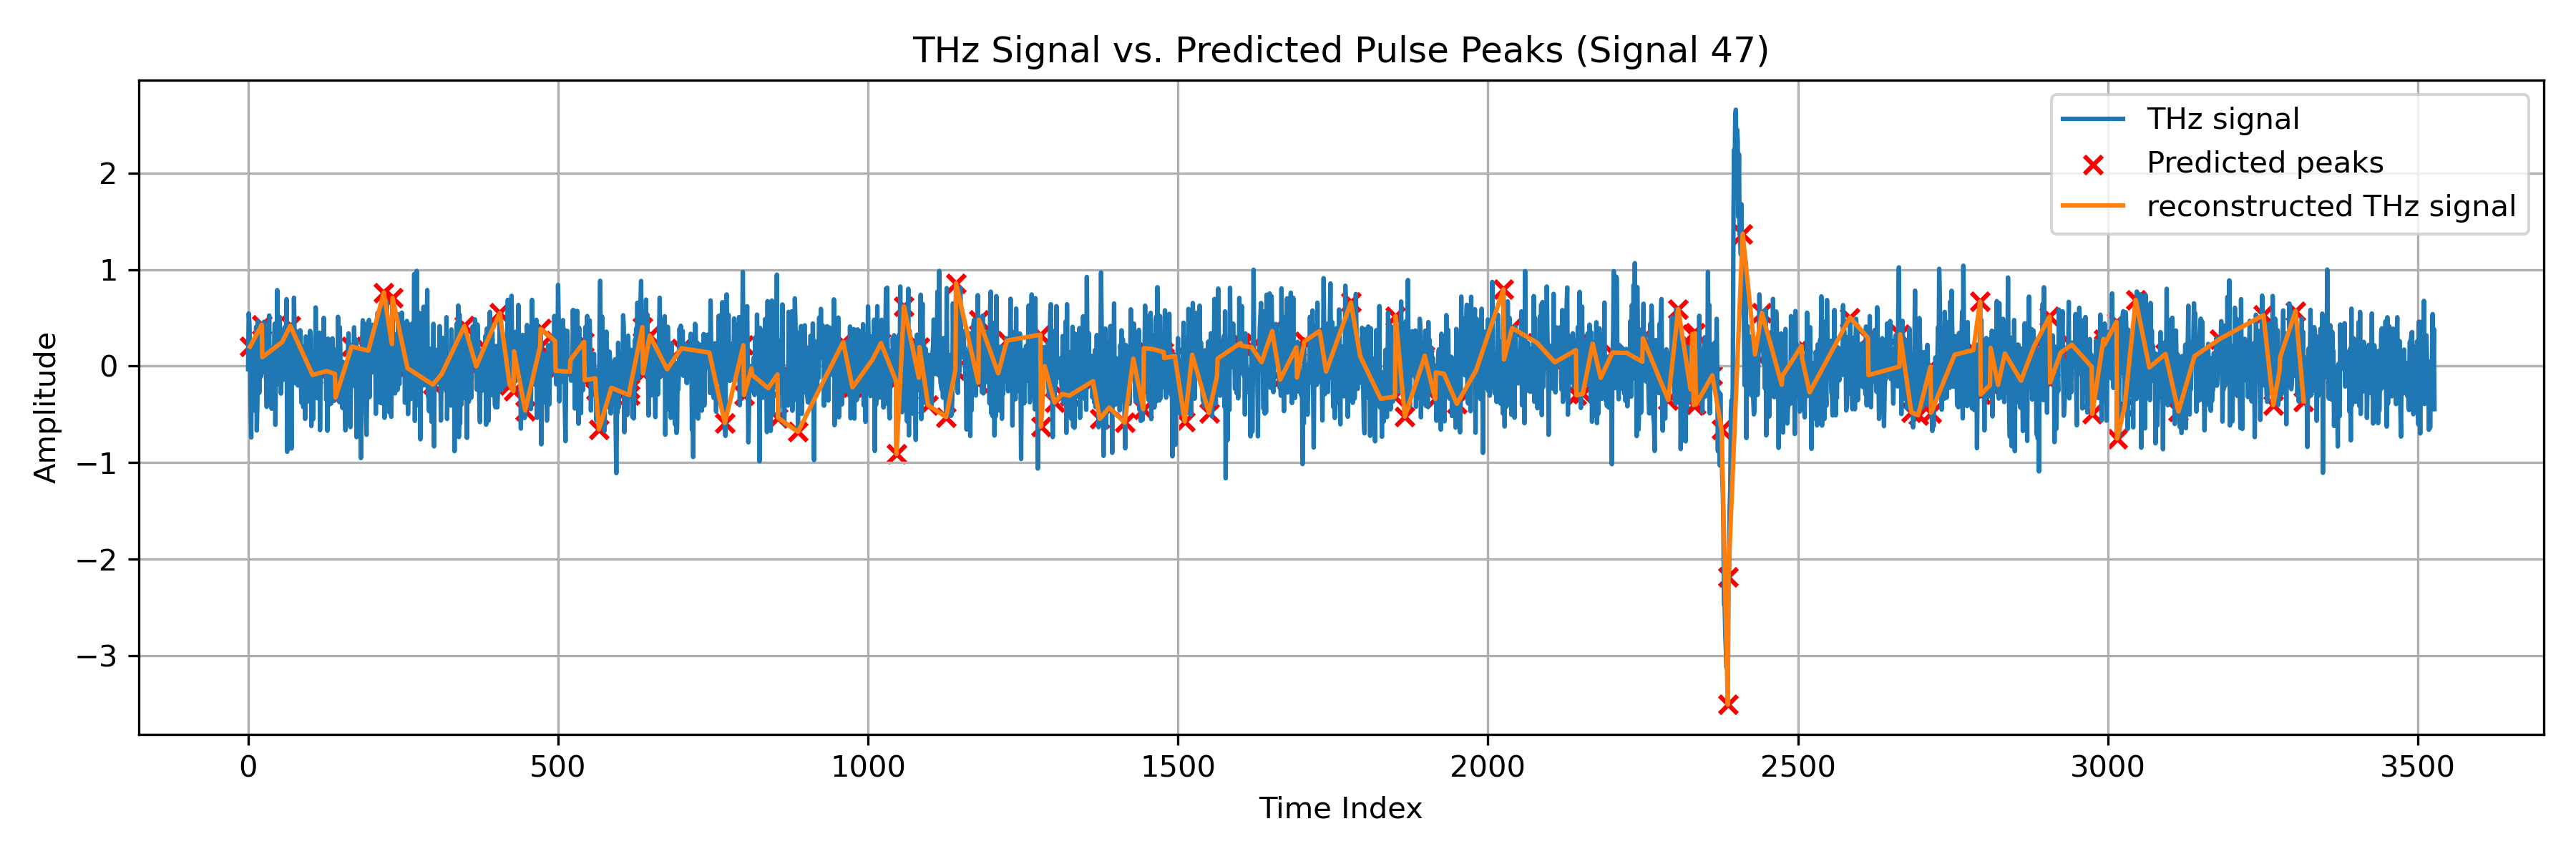 THz Signal vs. Predicted Pulse Peaks (Signal 47)
THz signal
Predicted peaks
reconstructed THz signal
Amplitude
2
1
0
−1
−2
−3
0 500 1000 1500 2000 2500 3000 3500
Time Index